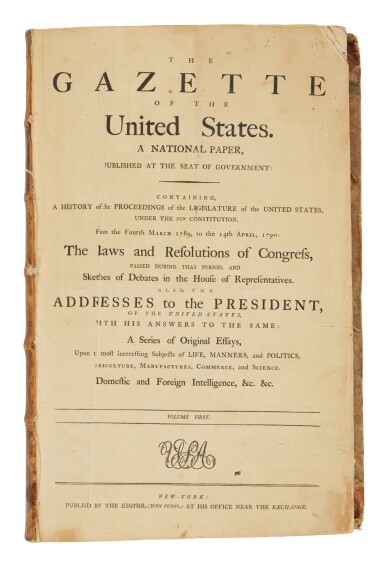 THE
GAZETTE
OF THE
United States.
A NATIONAL PAPER,
PUBLISHED AT THE SEAT OF GOVERNMENT:
CONTAINING,
A HISTORY of the PROCEEDINGS of the LEGISLATURE of the UNITED STATES,
UNDER THE NEW CONSTITUTION,
Fom the Fourth MARCH 1789, to the 14th APRIL, 1790:
The Laws and Reſolutions of Congreſs,
PASSED DURING THAT PERIOD, AND
Sketches of Debates in the Houſe of Repreſentatives.
ALSO, THE
ADDRESSES to the PRESIDENT,
OF THE UNITED STATES,
WITH HIS ANSWERS TO THE SAME:
A Series of Original Eſſays,
Upon t moſt intereſting Subjects of LIFE, MANNERS, and POLITICS,
GRICULTURE, MANUFACTURES, COMMERCE, AND SCIENCE.
Domeſtic and Foreign Intelligence, &c. &c.
VOLUME FIRST.
NEW-YORK:
PUBLISD BY THE EDITOR, (JOHN FENNO,) AT HIS OFFICE NEAR THE EXCHANGE.